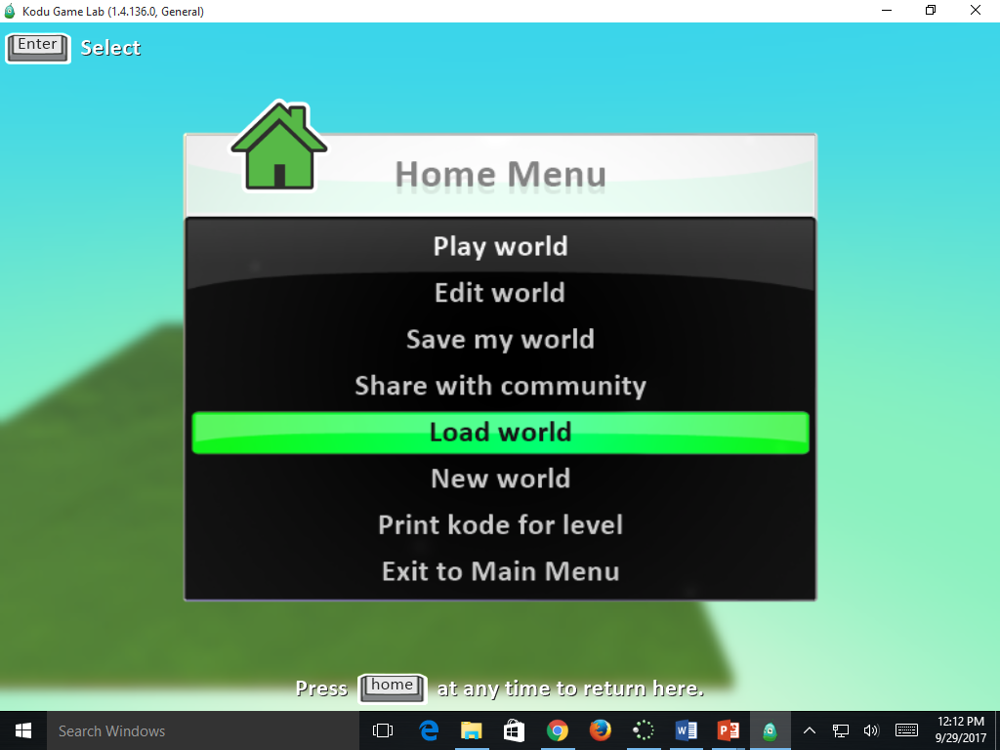 Kodu Game Lab (1.4.136.0, General)
Enter Select
Home Menu
Play world
Edit world
Save my world
Share with community
Load world
New world
Print kode for level
Exit to Main Menu
Press home at any time to return here.
Search Windows
12:12 PM
9/29/2017